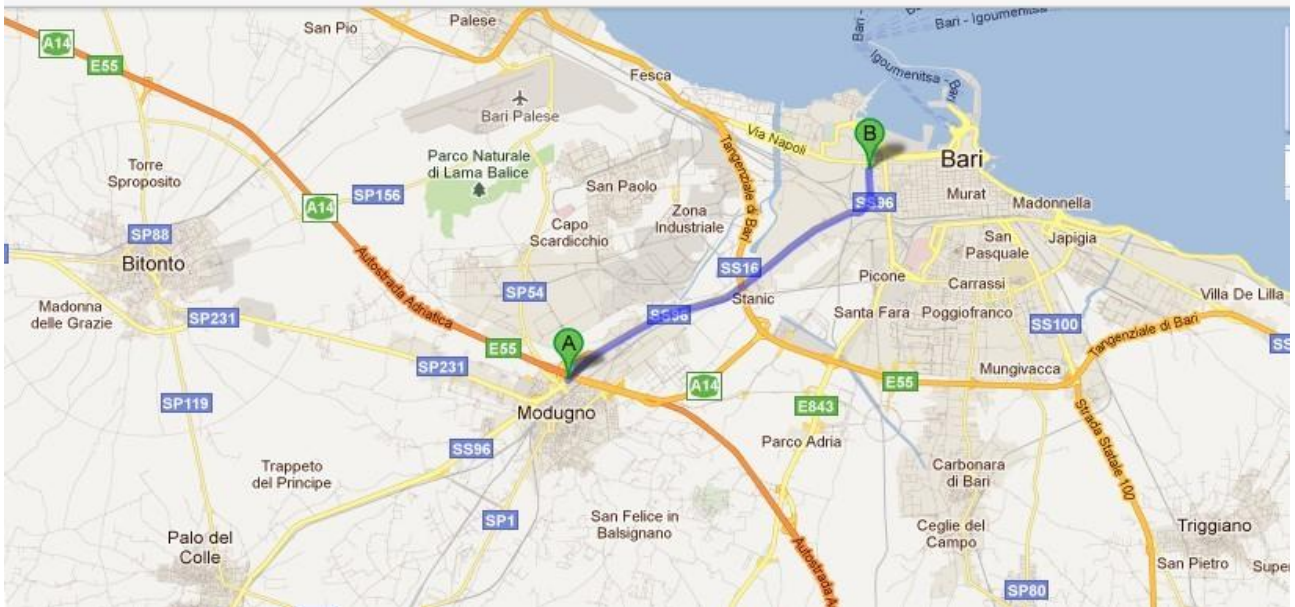 Bari - Igoumenitsa
Bari - Igoumenitsa
Igoumenitsa -
Bari
San Pio
Palese
A14
E55
Fesca
Bari Palese
Via Napoli
B
Bari
Tangenziale di Bari
Torre
Sproposito
Parco Naturale
di Lama Balice
SP156
San Paolo
Murat
SS96
Madonnella
A14
Zona
Industriale
Capo
Scardicchio
SP88
Bitonto
San
Pasquale
Japigia
Autostrada Adriatica
SS16
Picone
Carrassi
Stanic
SP54
Villa De Lilla
Madonna
delle Grazie
SP231
SS96
Santa Fara
Poggiofranco
SS100
Tangenziale di Bari
SS
A
E55
SP231
A14
E55
Mungivacca
SP119
Modugno
E843
Strada Statale 100
Parco Adria
SS96
Trappeto
del Principe
Carbonara
di Bari
SP1
San Felice in
Balsignano
Autostrada A
Ceglie del
Campo
Triggiano
Palo del
Colle
San Pietro
Super
SP80